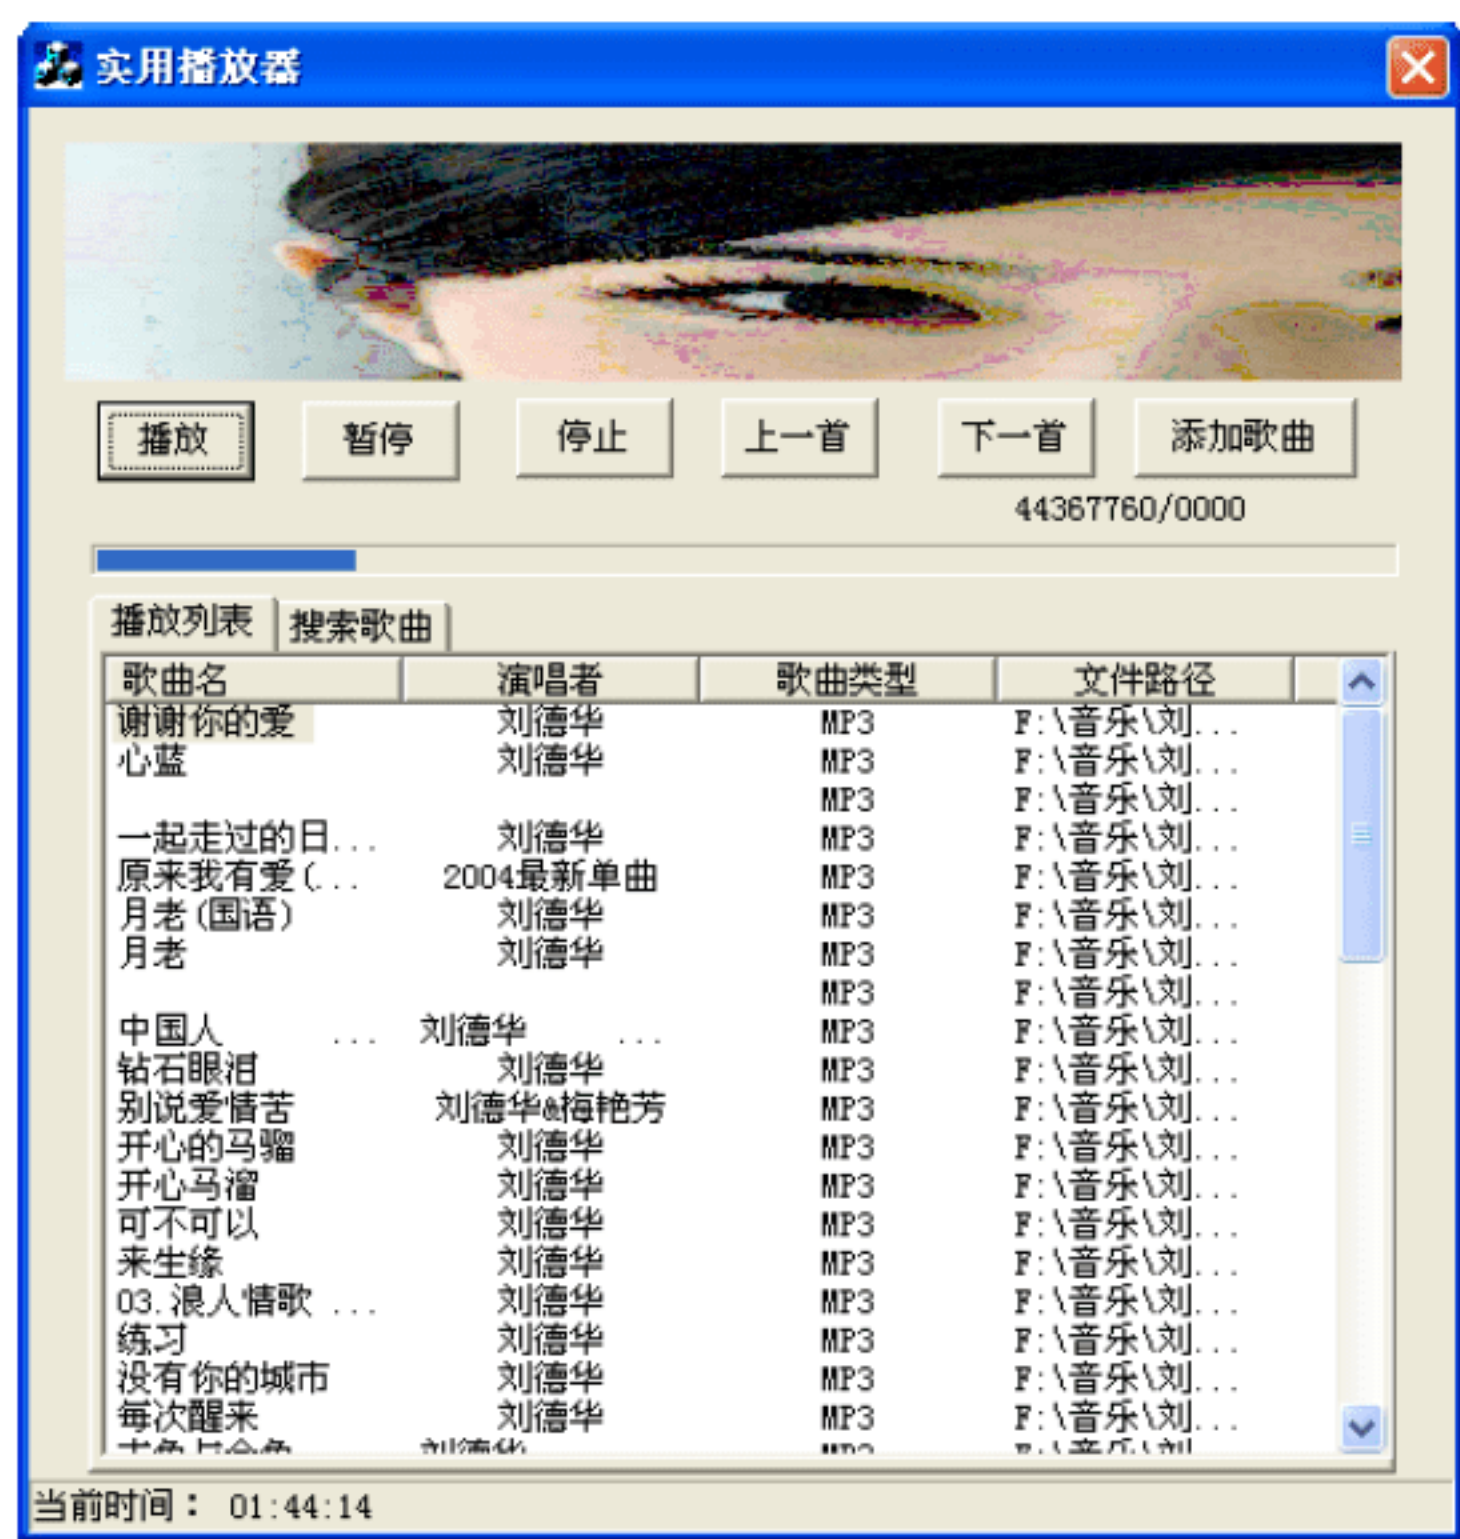 实用播放器
播放 暂停 停止 上一首 下一首 添加歌曲
44367760/0000
播放列表 搜索歌曲
歌曲名 演唱者 歌曲类型 文件路径
谢谢你的爱 刘德华 MP3 F:\音乐\刘...
心蓝 刘德华 MP3 F:\音乐\刘...
MP3 F:\音乐\刘...
一起走过的日... 刘德华 MP3 F:\音乐\刘...
原来我有爱(... 2004最新单曲 MP3 F:\音乐\刘...
月老(国语) 刘德华 MP3 F:\音乐\刘...
月老 刘德华 MP3 F:\音乐\刘...
MP3 F:\音乐\刘...
中国人 ... 刘德华 ... MP3 F:\音乐\刘...
钻石眼泪 刘德华 MP3 F:\音乐\刘...
别说爱情苦 刘德华&梅艳芳 MP3 F:\音乐\刘...
开心的马骝 刘德华 MP3 F:\音乐\刘...
开心马溜 刘德华 MP3 F:\音乐\刘...
可不可以 刘德华 MP3 F:\音乐\刘...
来生缘 刘德华 MP3 F:\音乐\刘...
03.浪人情歌 ... 刘德华 MP3 F:\音乐\刘...
练习 刘德华 MP3 F:\音乐\刘...
没有你的城市 刘德华 MP3 F:\音乐\刘...
每次醒来 刘德华 MP3 F:\音乐\刘...
刘德华 MP3 F:\音乐\刘
当前时间： 01:44:14